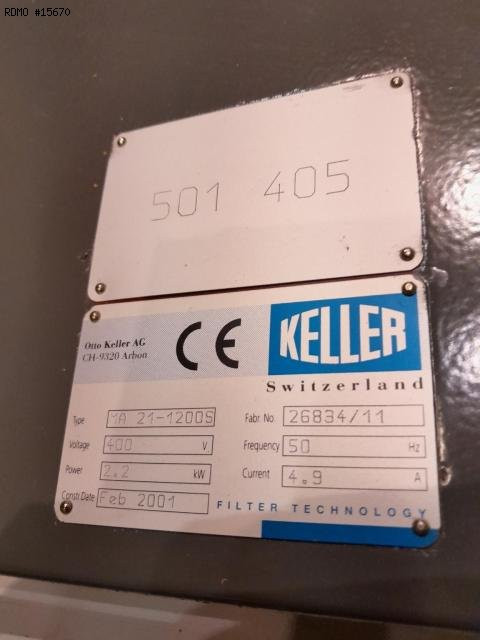 RDMO #15670
501 405
Otto Keller AG
CH-9320 Arbon
CE
KELLER
Switzerland
Type MA 21-1200S Fabr. No. 26834/11
Voltage 400 V Frequency 50 Hz
Power 2.2 kW Current 4.9 A
Constr.Date Feb 2001
FILTER TECHNOLOGY